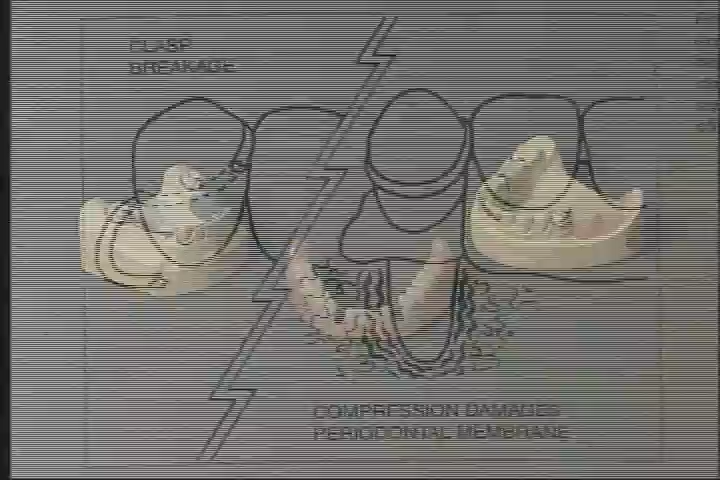 CLASP
BREAKAGE
COMPRESSION DAMAGES
PERIODONTAL MEMBRANE